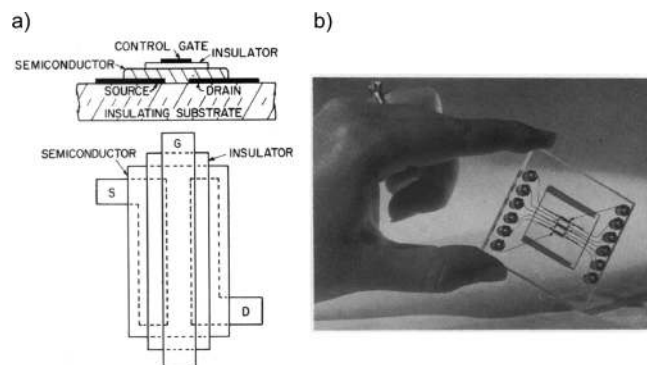 a)
b)
CONTROL GATE
INSULATOR
SEMICONDUCTOR
SOURCE
DRAIN
INSULATING SUBSTRATE
G
SEMICONDUCTOR
INSULATOR
S
D